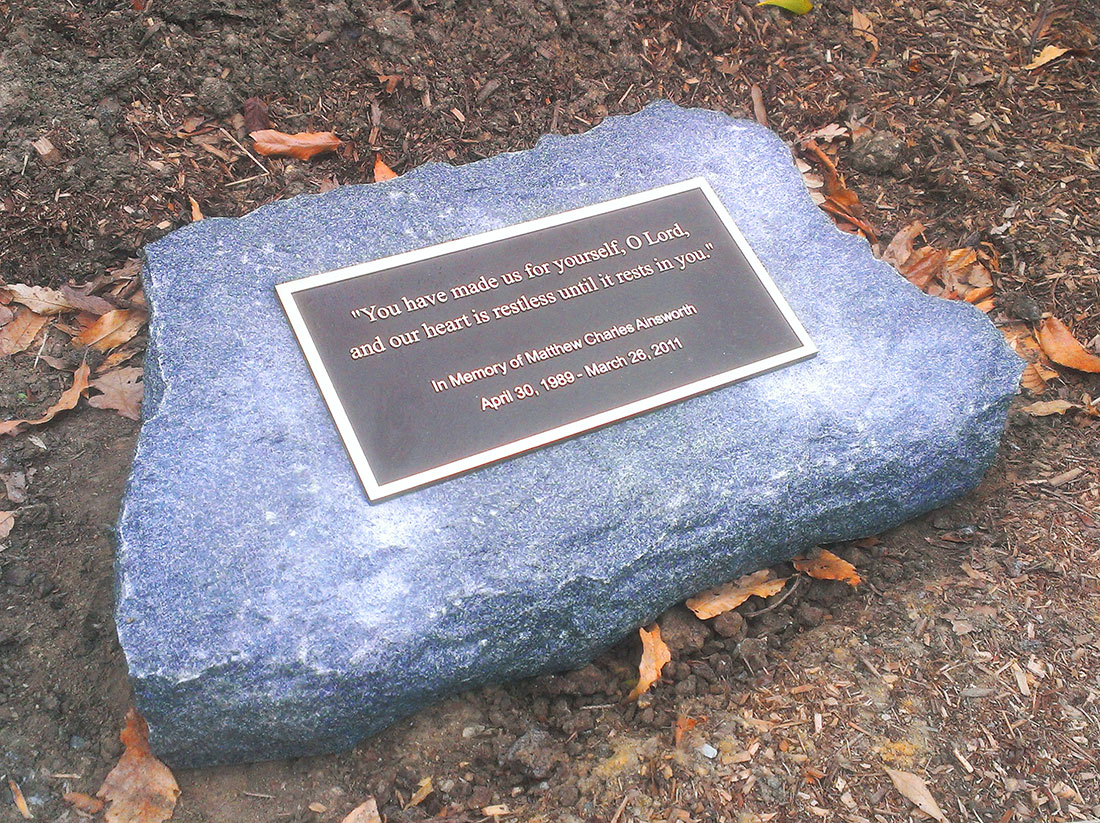 "You have made us for yourself, O Lord,
and our heart is restless until it rests in you."
In Memory of Matthew Charles Ainsworth
April 30, 1989 - March 26, 2011